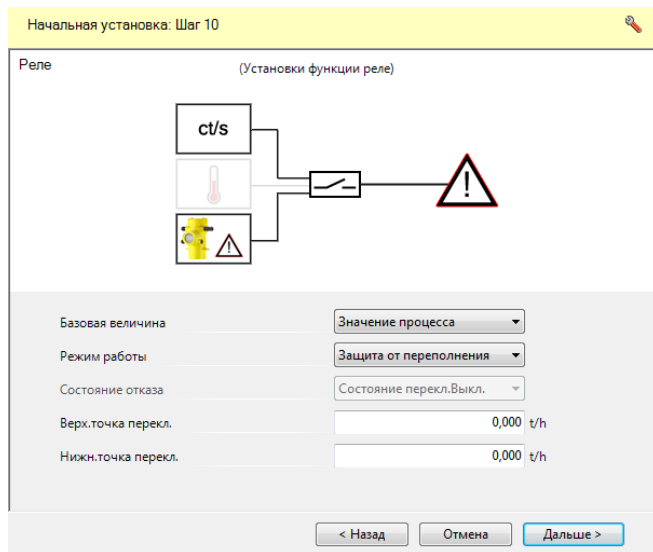 Начальная установка: Шаг 10
Реле
(Установки функции реле)
ct/s
Базовая величина Значение процесса
Режим работы Защита от переполнения
Состояние отказа Состояние перекл.Выкл.
Верх.точка перекл. 0,000 t/h
Нижн.точка перекл. 0,000 t/h
< Назад Отмена Дальше >